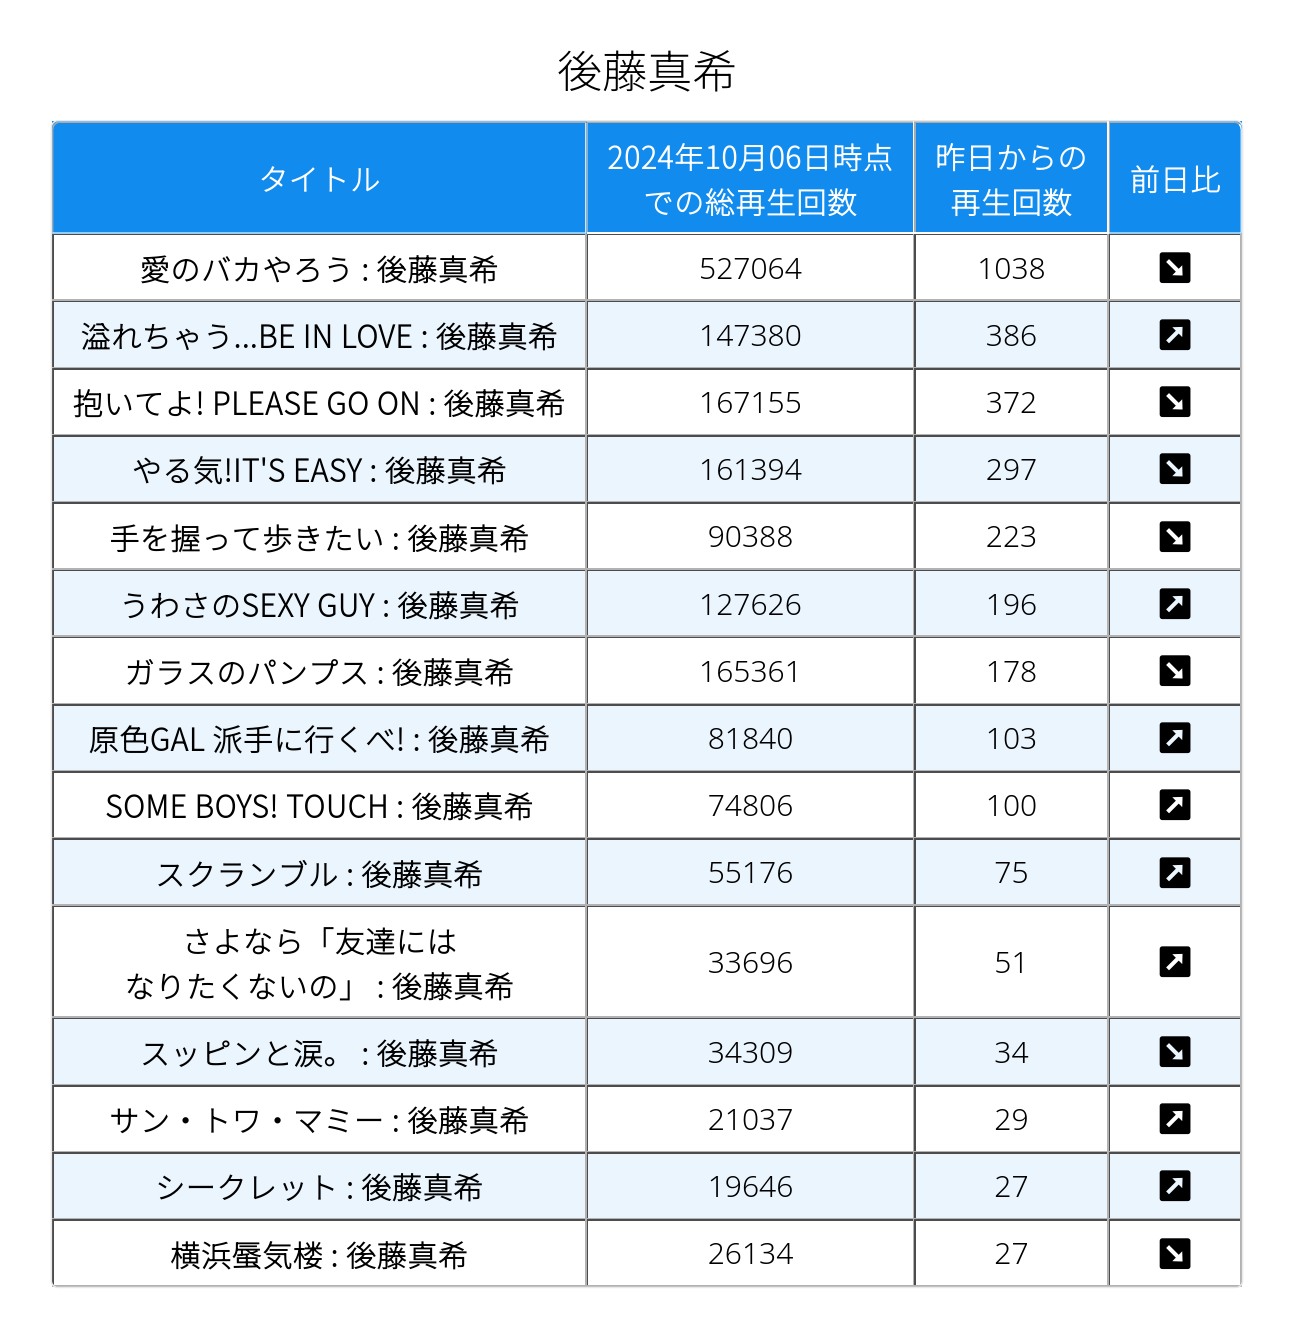 後藤真希
タイトル 2024年10月06日時点での総再生回数 昨日からの再生回数 前日比
愛のバカやろう : 後藤真希 527064 1038 ↘
溢れちゃう...BE IN LOVE : 後藤真希 147380 386 ↗
抱いてよ! PLEASE GO ON : 後藤真希 167155 372 ↘
やる気!IT'S EASY : 後藤真希 161394 297 ↘
手を握って歩きたい : 後藤真希 90388 223 ↘
うわさのSEXY GUY : 後藤真希 127626 196 ↗
ガラスのパンプス : 後藤真希 165361 178 ↘
原色GAL 派手に行くべ! : 後藤真希 81840 103 ↗
SOME BOYS! TOUCH : 後藤真希 74806 100 ↗
スクランブル : 後藤真希 55176 75 ↗
さよなら「友達には
なりたくないの」 : 後藤真希 33696 51 ↗
スッピンと涙。 : 後藤真希 34309 34 ↘
サン・トワ・マミー : 後藤真希 21037 29 ↗
シークレット : 後藤真希 19646 27 ↗
横浜蜃気楼 : 後藤真希 26134 27 ↘